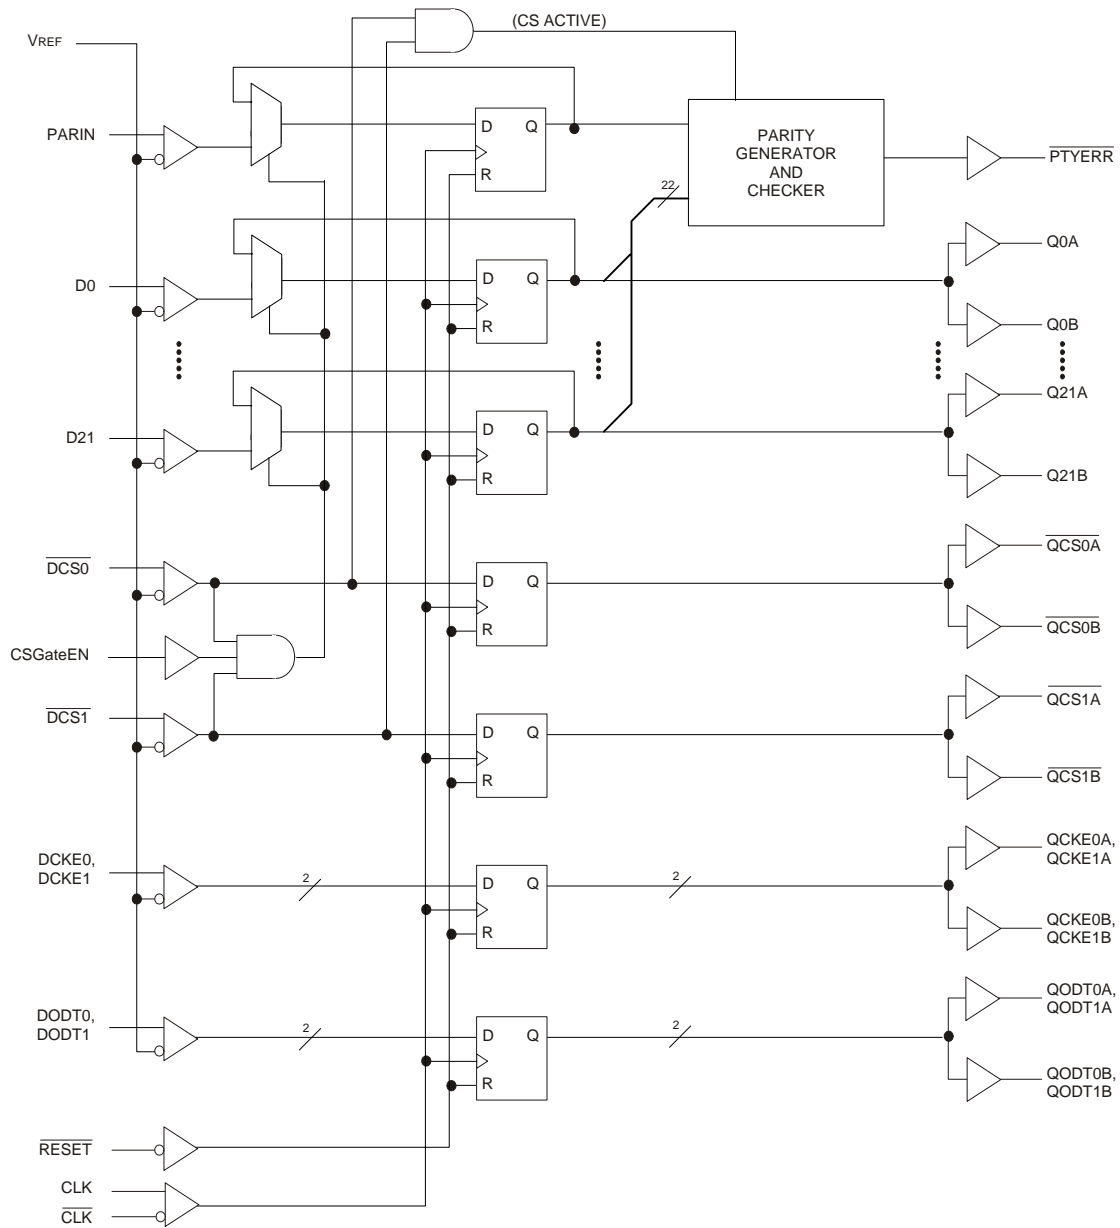 (CS ACTIVE)
VREF
PARIN
D Q
R
PARITY
GENERATOR
AND
CHECKER
PTYERR
22
Q0A
D0
D Q
R
Q0B
Q21A
D21
D Q
R
Q21B
QCS0A
DCS0
D Q
R
QCS0B
CSGateEN
QCS1A
DCS1
D Q
R
QCS1B
QCKE0A,
QCKE1A
DCKE0,
DCKE1
2
D Q
R
2
QCKE0B,
QCKE1B
QODT0A,
QODT1A
DODT0,
DODT1
2
D Q
R
2
QODT0B,
QODT1B
RESET
CLK
CLK